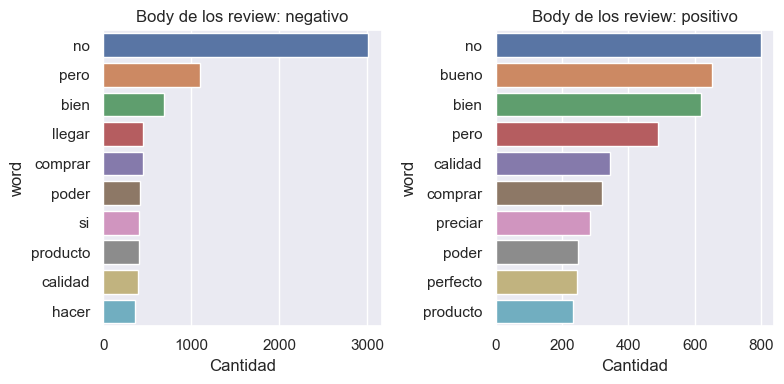 Body de los review: negativo
no
pero
bien
llegar
comprar
poder
si
producto
calidad
hacer
word
0 1000 2000 3000
Cantidad
Body de los review: positivo
no
bueno
bien
pero
calidad
comprar
preciar
poder
perfecto
producto
word
0 200 400 600 800
Cantidad